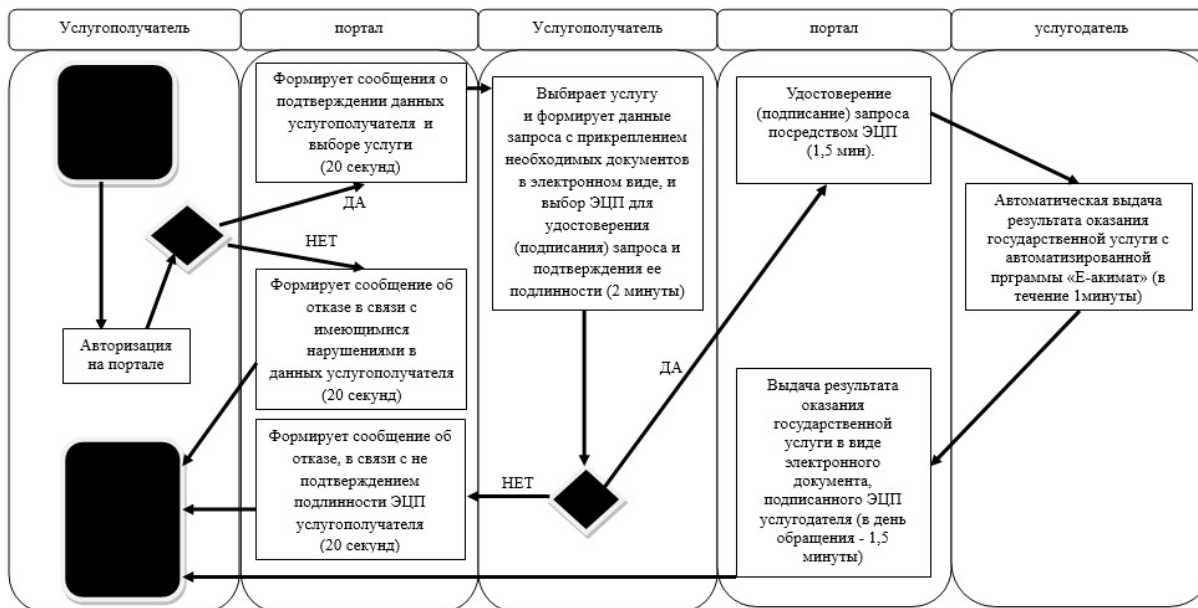 Услугополучатель
портал
Услугополучатель
портал
услугодатель
Формирует сообщения о
подтверждении данных
услугополучателя и
выборе услуги
(20 секунд)
ДА
НЕТ
Авторизация
на портале
Формирует сообщение об
отказе в связи с
имеющимися
нарушениями в
данных услугополучателя
(20 секунд)
Формирует сообщение об
отказе, в связи с не
подтверждением
подлинности ЭЦП
услугополучателя
(20 секунд)
Выбирает услугу
и формирует данные
запроса с прикреплением
необходимых документов
в электронном виде, и
выбор ЭЦП для
удостоверения
(подписания) запроса и
подтверждения ее
подлинности (2 минуты)
НЕТ
ДА
Удостоверение
(подписание) запроса
посредством ЭЦП
(1,5 мин).
Автоматическая выдача
результата оказания
государственной услуги с
автоматизированной
прграммы «Е-акимат» (в
течение 1минуты)
Выдача результата
оказания
государственной
услуги в виде
электронного
документа,
подписанного ЭЦП
услугодателя (в день
обращения - 1,5
минуты)